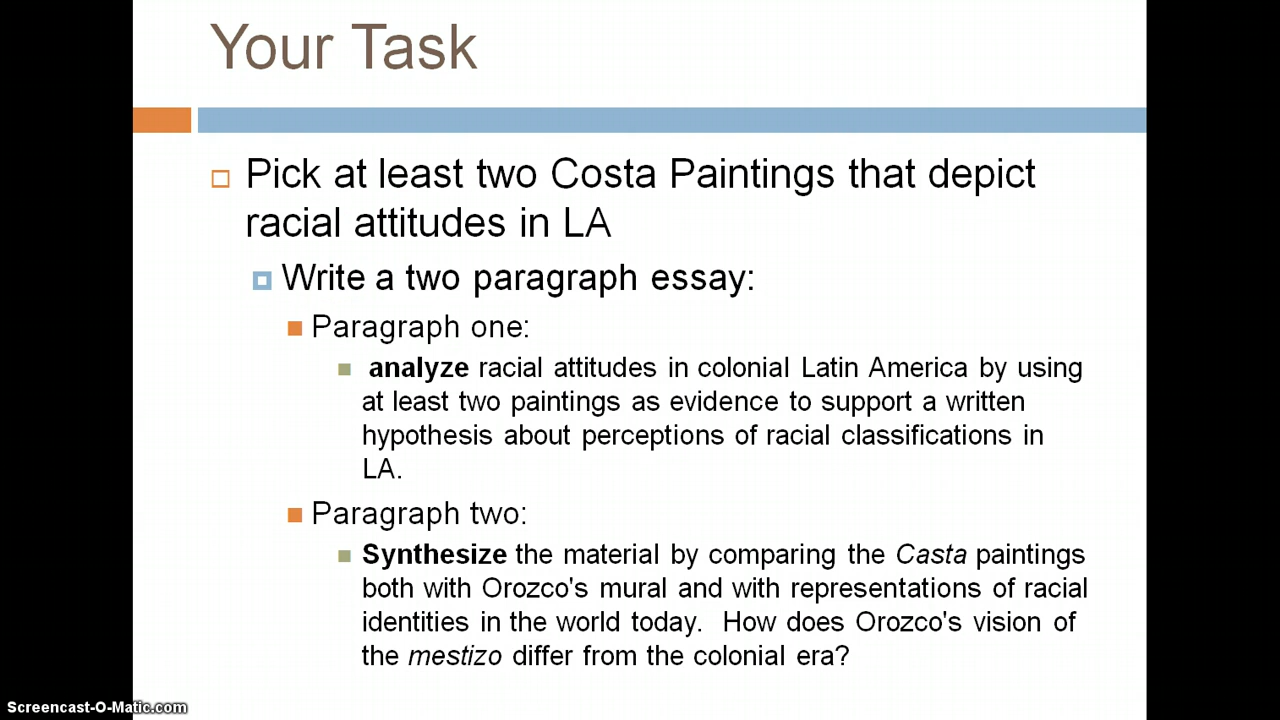 Your Task
Pick at least two Costa Paintings that depict
racial attitudes in LA
Write a two paragraph essay:
Paragraph one:
analyze racial attitudes in colonial Latin America by using
at least two paintings as evidence to support a written
hypothesis about perceptions of racial classifications in
LA.
Paragraph two:
Synthesize the material by comparing the Casta paintings
both with Orozco's mural and with representations of racial
identities in the world today.  How does Orozco's vision of
the mestizo differ from the colonial era?
Screencast-O-Matic.com